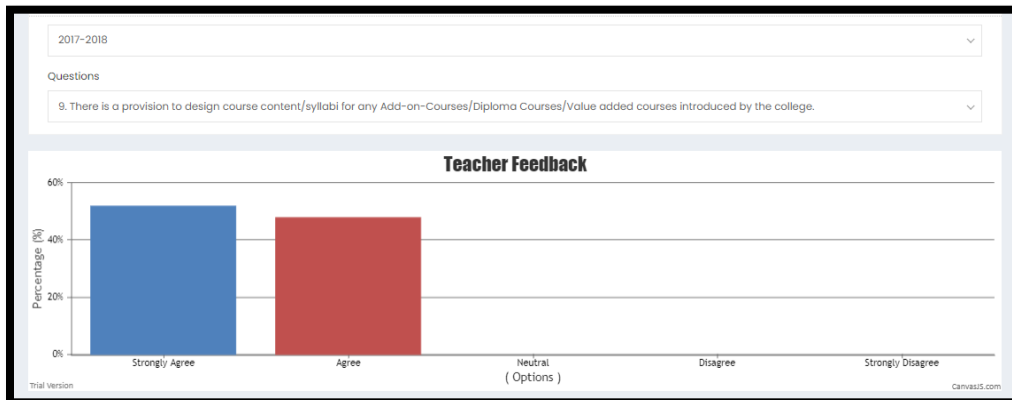 2017-2018
Questions
9. There is a provision to design course content/syllabi for any Add-on-Courses/Diploma Courses/Value added courses introduced by the college.
Teacher Feedback
60%
40%
20%
0%
Percentage (%)
Strongly Agree Agree Neutral Disagree Strongly Disagree
( Options )
Trial Version CanvasJS.com